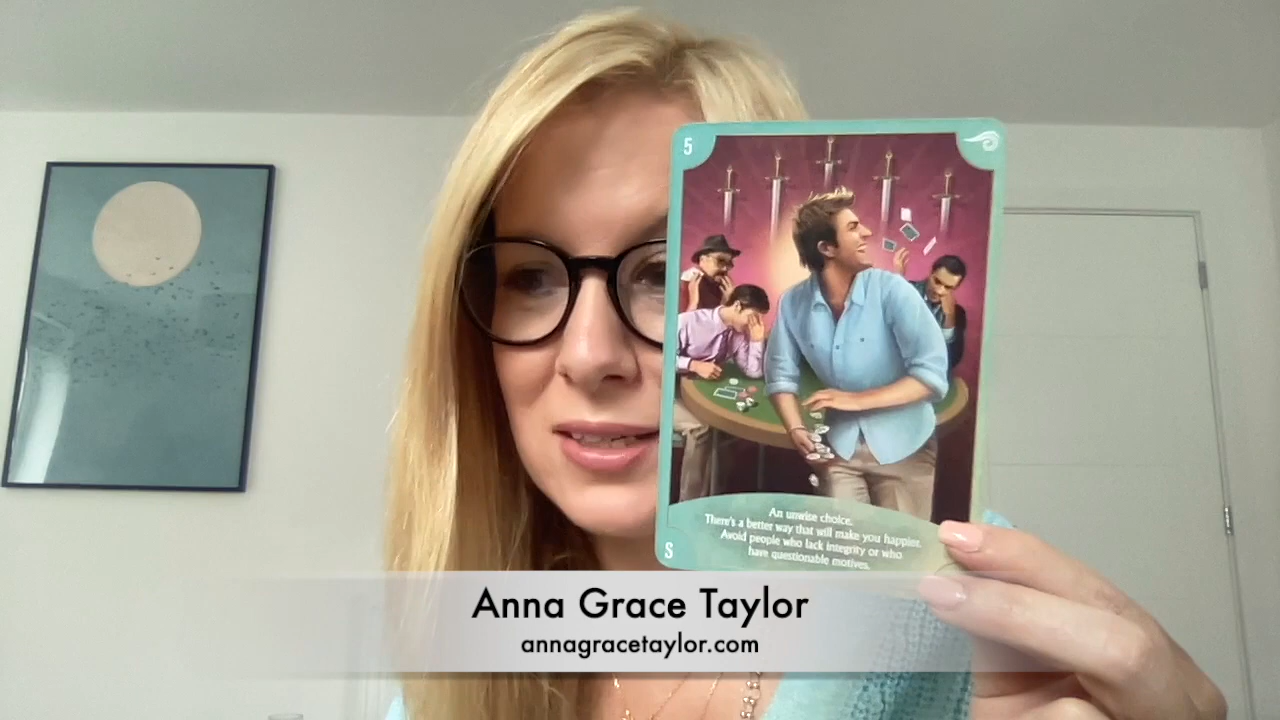 5
An unwise choice.
There's a better way that will make you happier.
Avoid people who lack integrity or who
have questionable motives.
S
Anna Grace Taylor
annagracetaylor.com